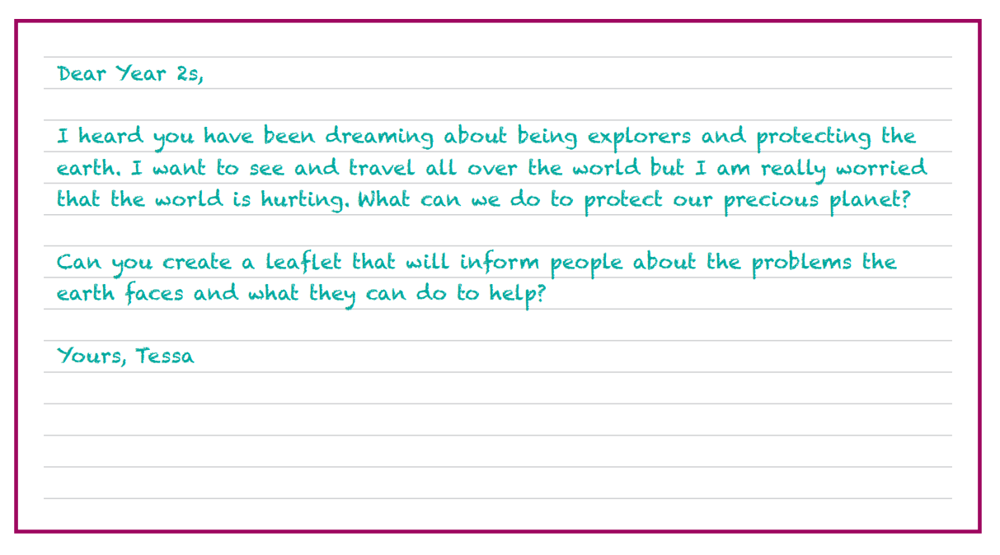 Dear Year 2s,
I heard you have been dreaming about being explorers and protecting the
earth. I want to see and travel all over the world but I am really worried
that the world is hurting. What can we do to protect our precious planet?
Can you create a leaflet that will inform people about the problems the
earth faces and what they can do to help?
Yours, Tessa